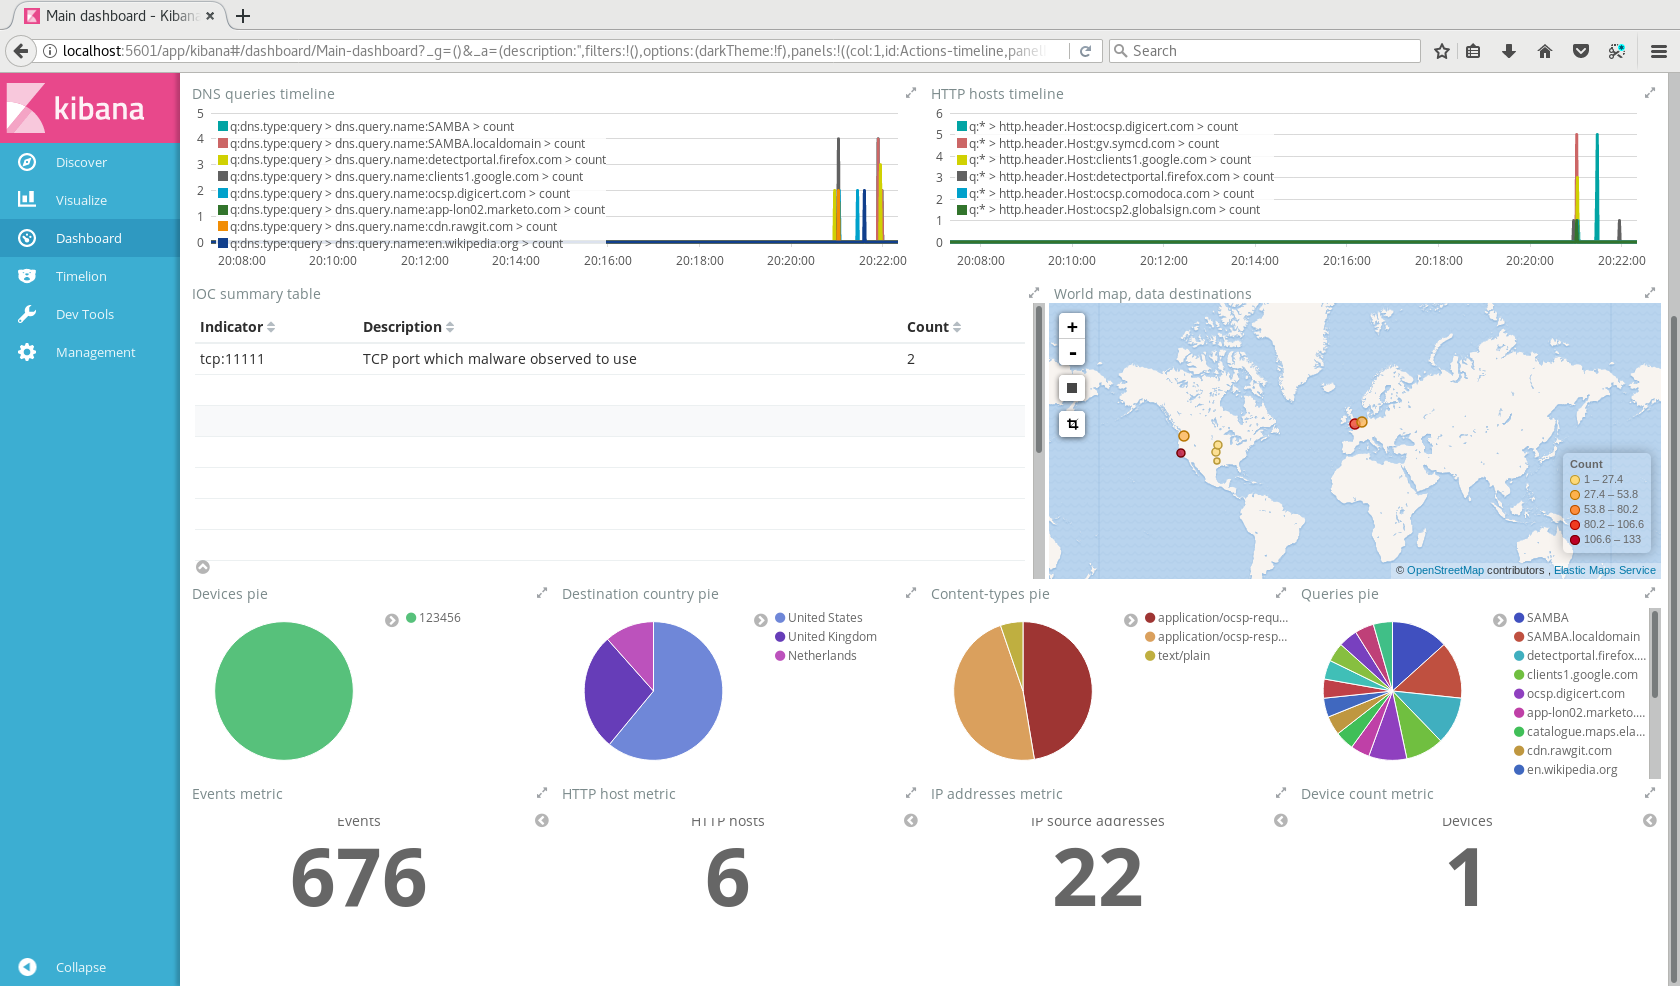 Main dashboard - Kibana
localhost:5601/app/kibana#/dashboard/Main-dashboard?_g=()&_a=(description:'',filters:!(),options:(darkTheme:!f),panels:!((col:1,id:Actions-timeline,panel
Search
kibana
Discover
Visualize
Dashboard
Timelion
Dev Tools
Management
Collapse
DNS queries timeline
5
4
3
2
1
0
q:dns.type:query > dns.query.name:SAMBA > count
q:dns.type:query > dns.query.name:SAMBA.localdomain > count
q:dns.type:query > dns.query.name:detectportal.firefox.com > count
q:dns.type:query > dns.query.name:clients1.google.com > count
q:dns.type:query > dns.query.name:ocsp.digicert.com > count
q:dns.type:query > dns.query.name:app-lon02.marketo.com > count
q:dns.type:query > dns.query.name:cdn.rawgit.com > count
q:dns.type:query > dns.query.name:en.wikipedia.org > count
20:08:00 20:10:00 20:12:00 20:14:00 20:16:00 20:18:00 20:20:00 20:22:00
HTTP hosts timeline
6
5
4
3
2
1
0
q:* > http.header.Host:ocsp.digicert.com > count
q:* > http.header.Host:gv.symcd.com > count
q:* > http.header.Host:clients1.google.com > count
q:* > http.header.Host:detectportal.firefox.com > count
q:* > http.header.Host:ocsp.comodoca.com > count
q:* > http.header.Host:ocsp2.globalsign.com > count
20:08:00 20:10:00 20:12:00 20:14:00 20:16:00 20:18:00 20:20:00 20:22:00
IOC summary table
Indicator Description Count
tcp:11111 TCP port which malware observed to use 2
World map, data destinations
+
-
Count
1 – 27.4
27.4 – 53.8
53.8 – 80.2
80.2 – 106.6
106.6 – 133
© OpenStreetMap contributors , Elastic Maps Service
Devices pie
123456
Destination country pie
United States
United Kingdom
Netherlands
Content-types pie
application/ocsp-requ...
application/ocsp-resp...
text/plain
Queries pie
SAMBA
SAMBA.localdomain
detectportal.firefox....
clients1.google.com
ocsp.digicert.com
app-lon02.marketo....
catalogue.maps.ela...
cdn.rawgit.com
en.wikipedia.org
Events metric
Events
676
HTTP host metric
HTTP hosts
6
IP addresses metric
IP source addresses
22
Device count metric
Devices
1